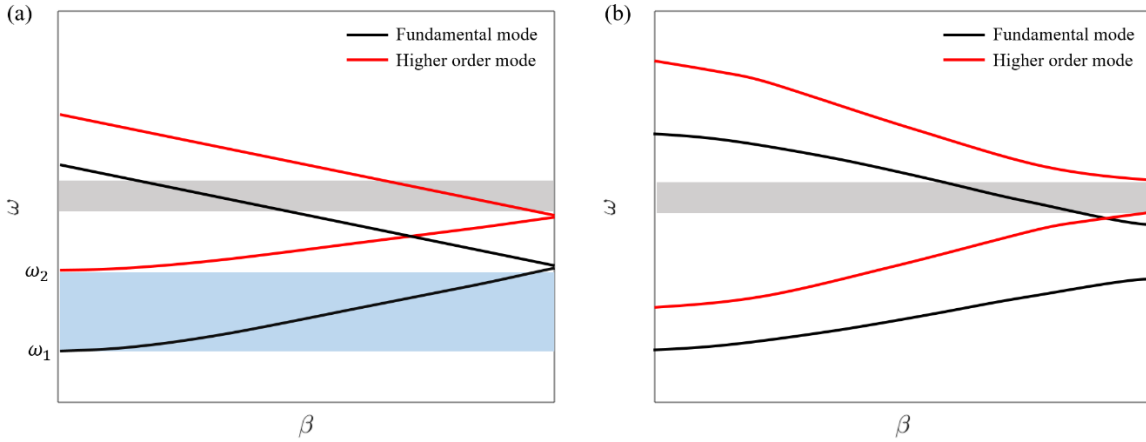 (a)
Fundamental mode
Higher order mode
ω
ω₂
ω₁
β
(b)
Fundamental mode
Higher order mode
ω
β